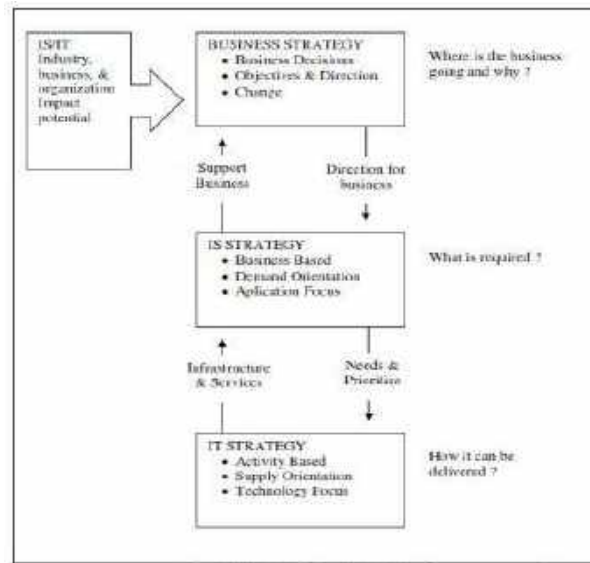 IS/IT
Industry,
business, &
organization
Impact
potential
BUSINESS STRATEGY
• Business Decisions
• Objectives & Direction
• Change
Where is the business
going and why ?
Support
Business
Direction for
business
IS STRATEGY
• Business Based
• Demand Orientation
• Aplication Focus
What is required ?
Infrastructure
& Services
Needs &
Prioritise
IT STRATEGY
• Activity Based
• Supply Orientation
• Technology Focus
How it can be
delivered ?